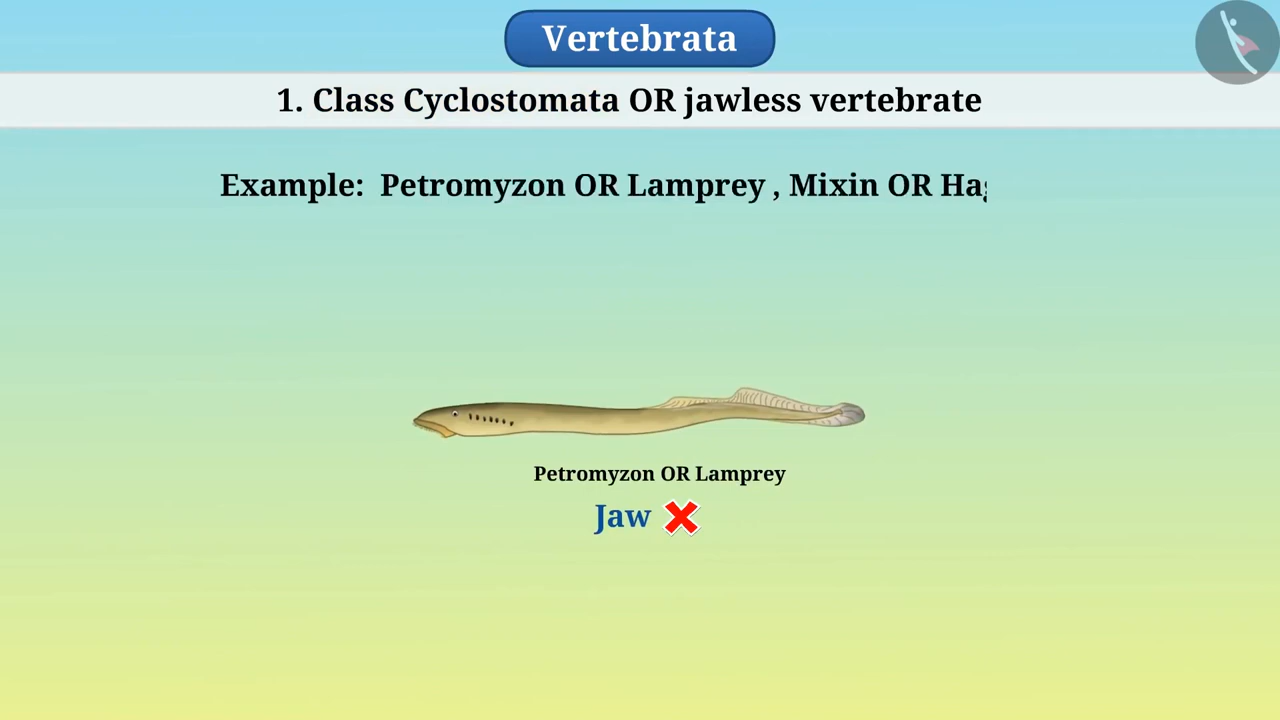 Vertebrata
1. Class Cyclostomata OR jawless vertebrate
Example: Petromyzon OR Lamprey , Mixin OR
Petromyzon OR Lamprey
Jaw